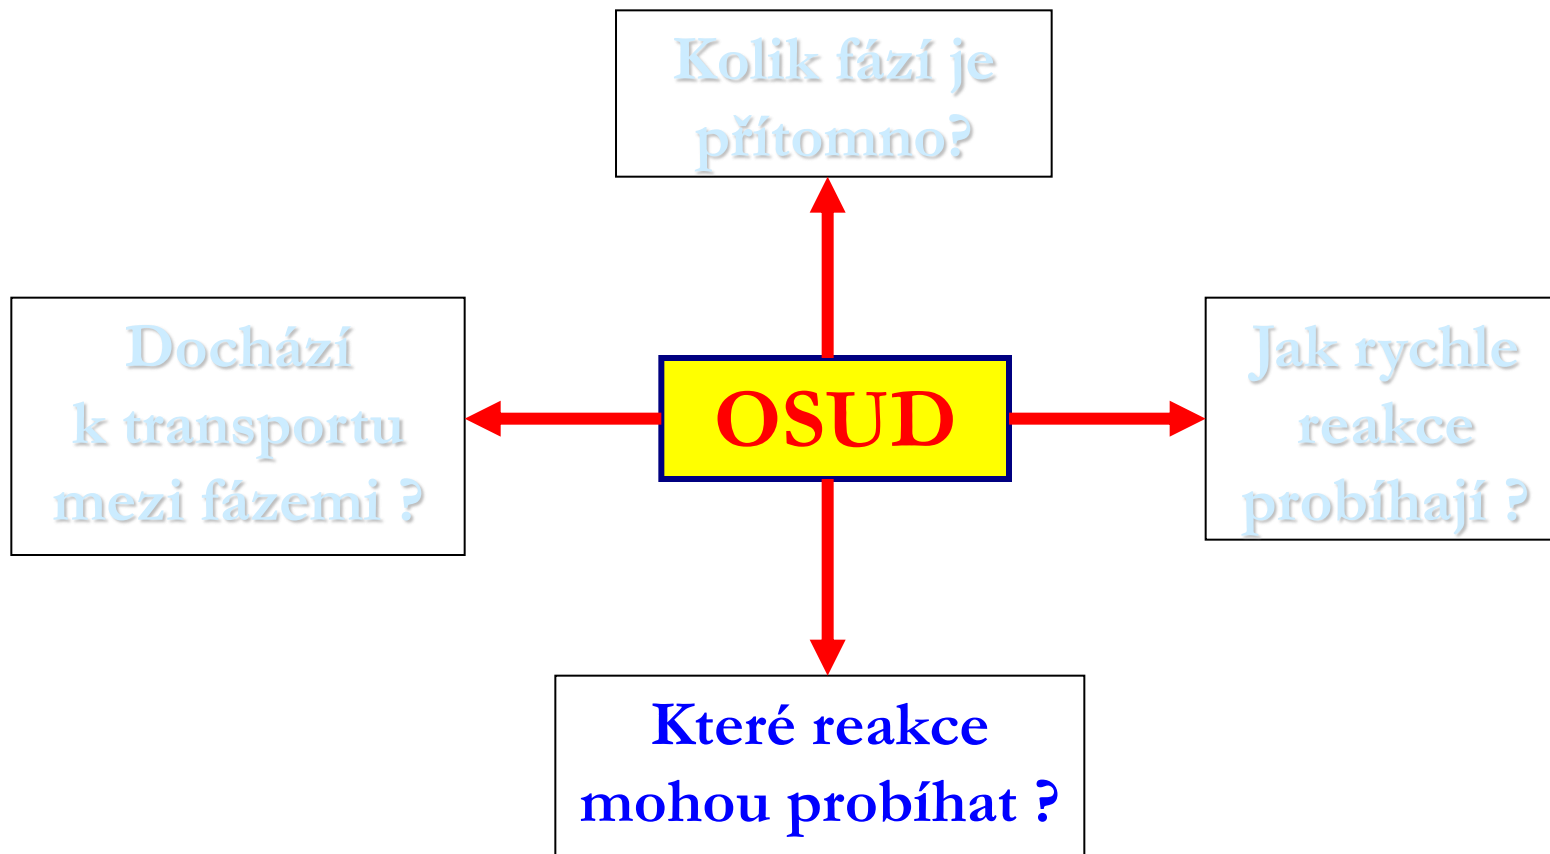 Kolik fází je
přítomno?
Dochází
k transportu
mezi fázemi ?
OSUD
Jak rychle
reakce
probíhají ?
Které reakce
mohou probíhat ?